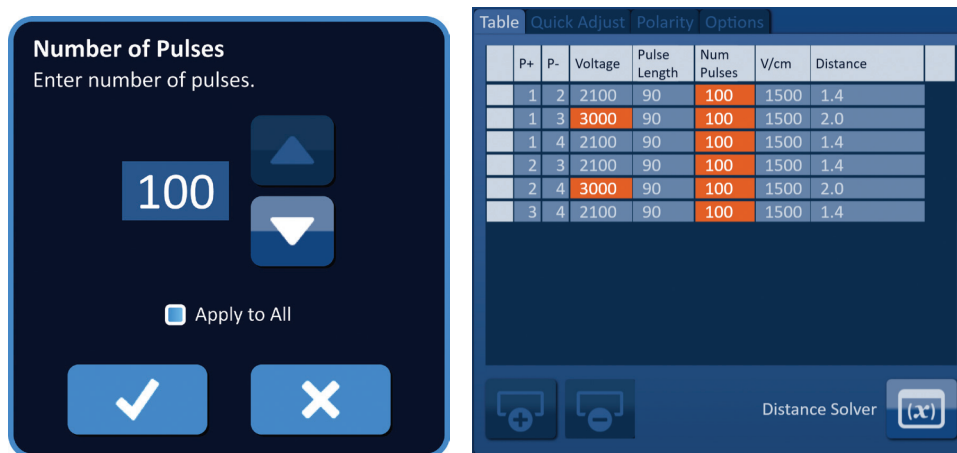 Number of Pulses
Enter number of pulses.
100
Apply to All
Table Quick Adjust Polarity Options
P+ P- Voltage Pulse Length Num Pulses V/cm Distance
1 2 2100 90 100 1500 1.4
1 3 3000 90 100 1500 2.0
1 4 2100 90 100 1500 1.4
2 3 2100 90 100 1500 1.4
2 4 3000 90 100 1500 2.0
3 4 2100 90 100 1500 1.4
Distance Solver (x)